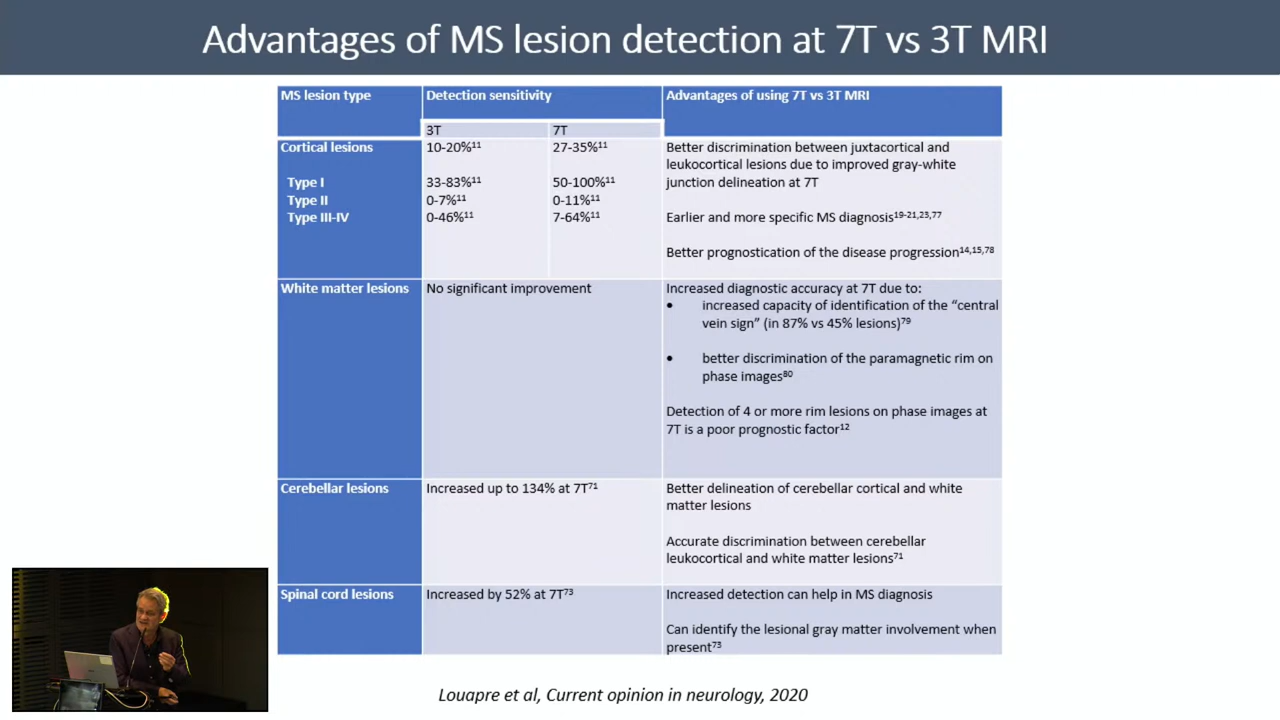 Advantages of MS lesion detection at 7T vs 3T MRI
MS lesion type
Detection sensitivity
Advantages of using 7T vs 3T MRI
3T
7T
Cortical lesions
10-20%¹¹
27-35%¹¹
Better discrimination between juxtacortical and
leukocortical lesions due to improved gray-white
junction delineation at 7T
Type I
33-83%¹¹
50-100%¹¹
Type II
0-7%¹¹
0-11%¹¹
Type III-IV
0-46%¹¹
7-64%¹¹
Earlier and more specific MS diagnosis¹⁹⁻²¹,²³,⁷⁷
Better prognostication of the disease progression¹⁴,¹⁵,⁷⁸
White matter lesions
No significant improvement
Increased diagnostic accuracy at 7T due to:
• increased capacity of identification of the “central
vein sign” (in 87% vs 45% lesions)⁷⁹
• better discrimination of the paramagnetic rim on
phase images⁸⁰
Detection of 4 or more rim lesions on phase images at
7T is a poor prognostic factor¹²
Cerebellar lesions
Increased up to 134% at 7T⁷¹
Better delineation of cerebellar cortical and white
matter lesions
Accurate discrimination between cerebellar
leukocortical and white matter lesions⁷¹
Spinal cord lesions
Increased by 52% at 7T⁷³
Increased detection can help in MS diagnosis
Can identify the lesional gray matter involvement when
present⁷³
Louapre et al, Current opinion in neurology, 2020